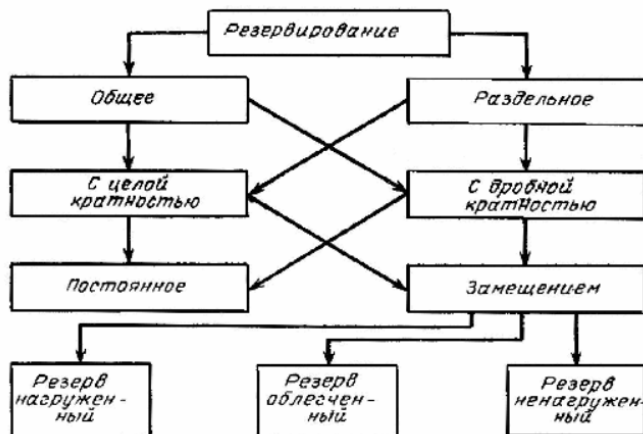 Резервирование
Общее
Раздельное
С целой
кратностью
С дробной
кратностью
Постоянное
Замещением
Резерв
нагружен-
ный
Резерв
облегчен-
ный
Резерв
ненагружен-
ный